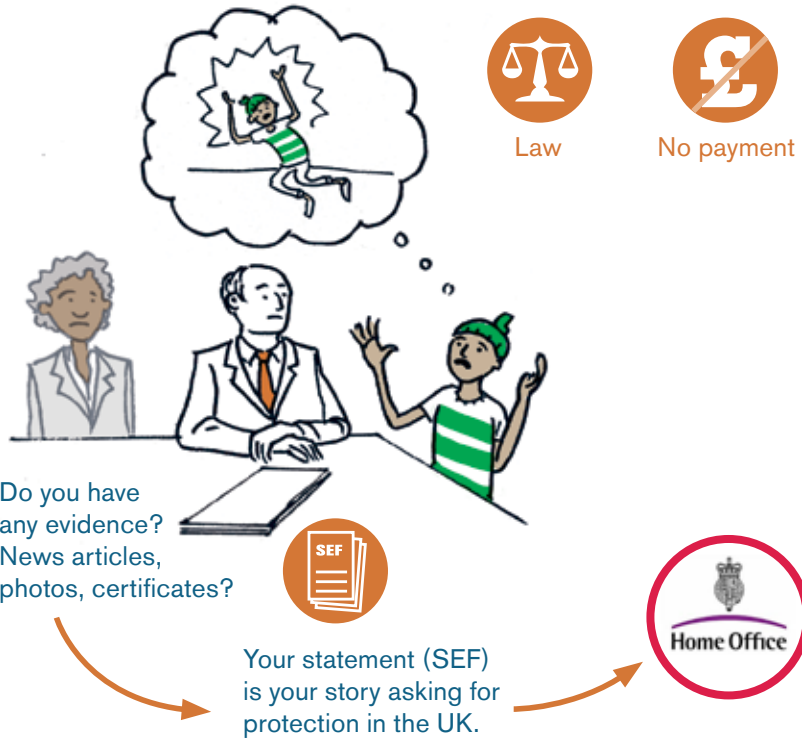 Law
No payment
£
Do you have
any evidence?
News articles,
photos, certificates?
SEF
Your statement (SEF)
is your story asking for
protection in the UK.
Home Office